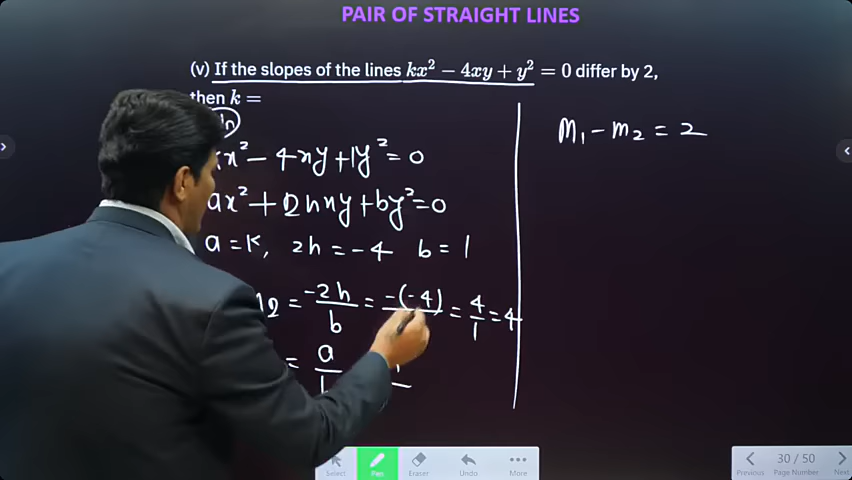 PAIR OF STRAIGHT LINES
(v) If the slopes of the lines kx² − 4xy + y² = 0 differ by 2,
then k =
x² − 4xy + 1y² = 0
ax² + 2hxy + by² = 0
a = K, 2h = −4 b = 1
2 = −2h/b = −(−4)/ = 4/1 = 4
= a/
m₁ − m₂ = 2
Select
Pen
Eraser
Undo
More
Previous
30 / 50
Page Number
Next